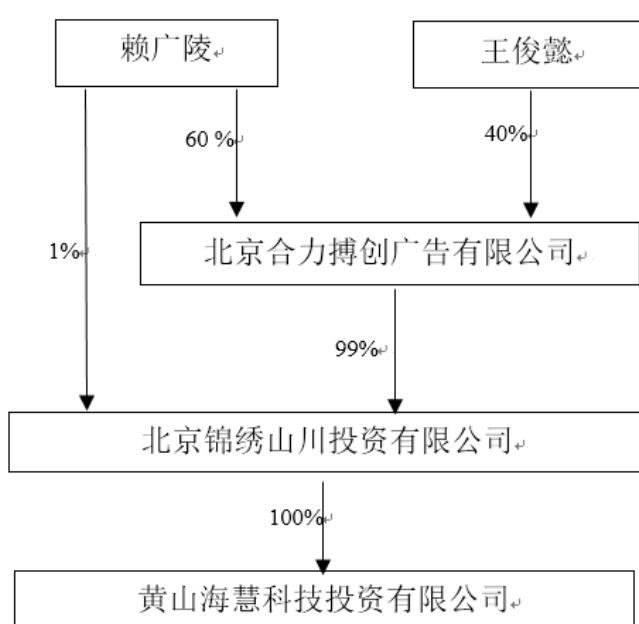 赖广陵
王俊懿
60 %
40%
北京合力搏创广告有限公司
1%
99%
北京锦绣山川投资有限公司
100%
黄山海慧科技投资有限公司